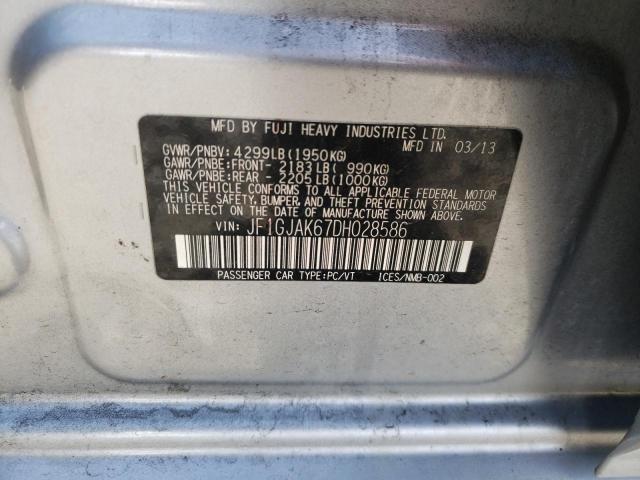 MFD BY FUJI HEAVY INDUSTRIES LTD.
MFD IN 03/13
GVWR/PNBV: 4299LB(1950KG)
GAWR/PNBE:FRONT- 2183LB( 990KG)
GAWR/PNBE:REAR - 2205LB(1000KG)
THIS VEHICLE CONFORMS TO ALL APPLICABLE FEDERAL MOTOR
VEHICLE SAFETY, BUMPER, AND THEFT PREVENTION STANDARDS
IN EFFECT ON THE DATE OF MANUFACTURE SHOWN ABOVE.
VIN: JF1GJAK67DH028586
PASSENGER CAR TYPE:PC/VT ICES/NMB-002